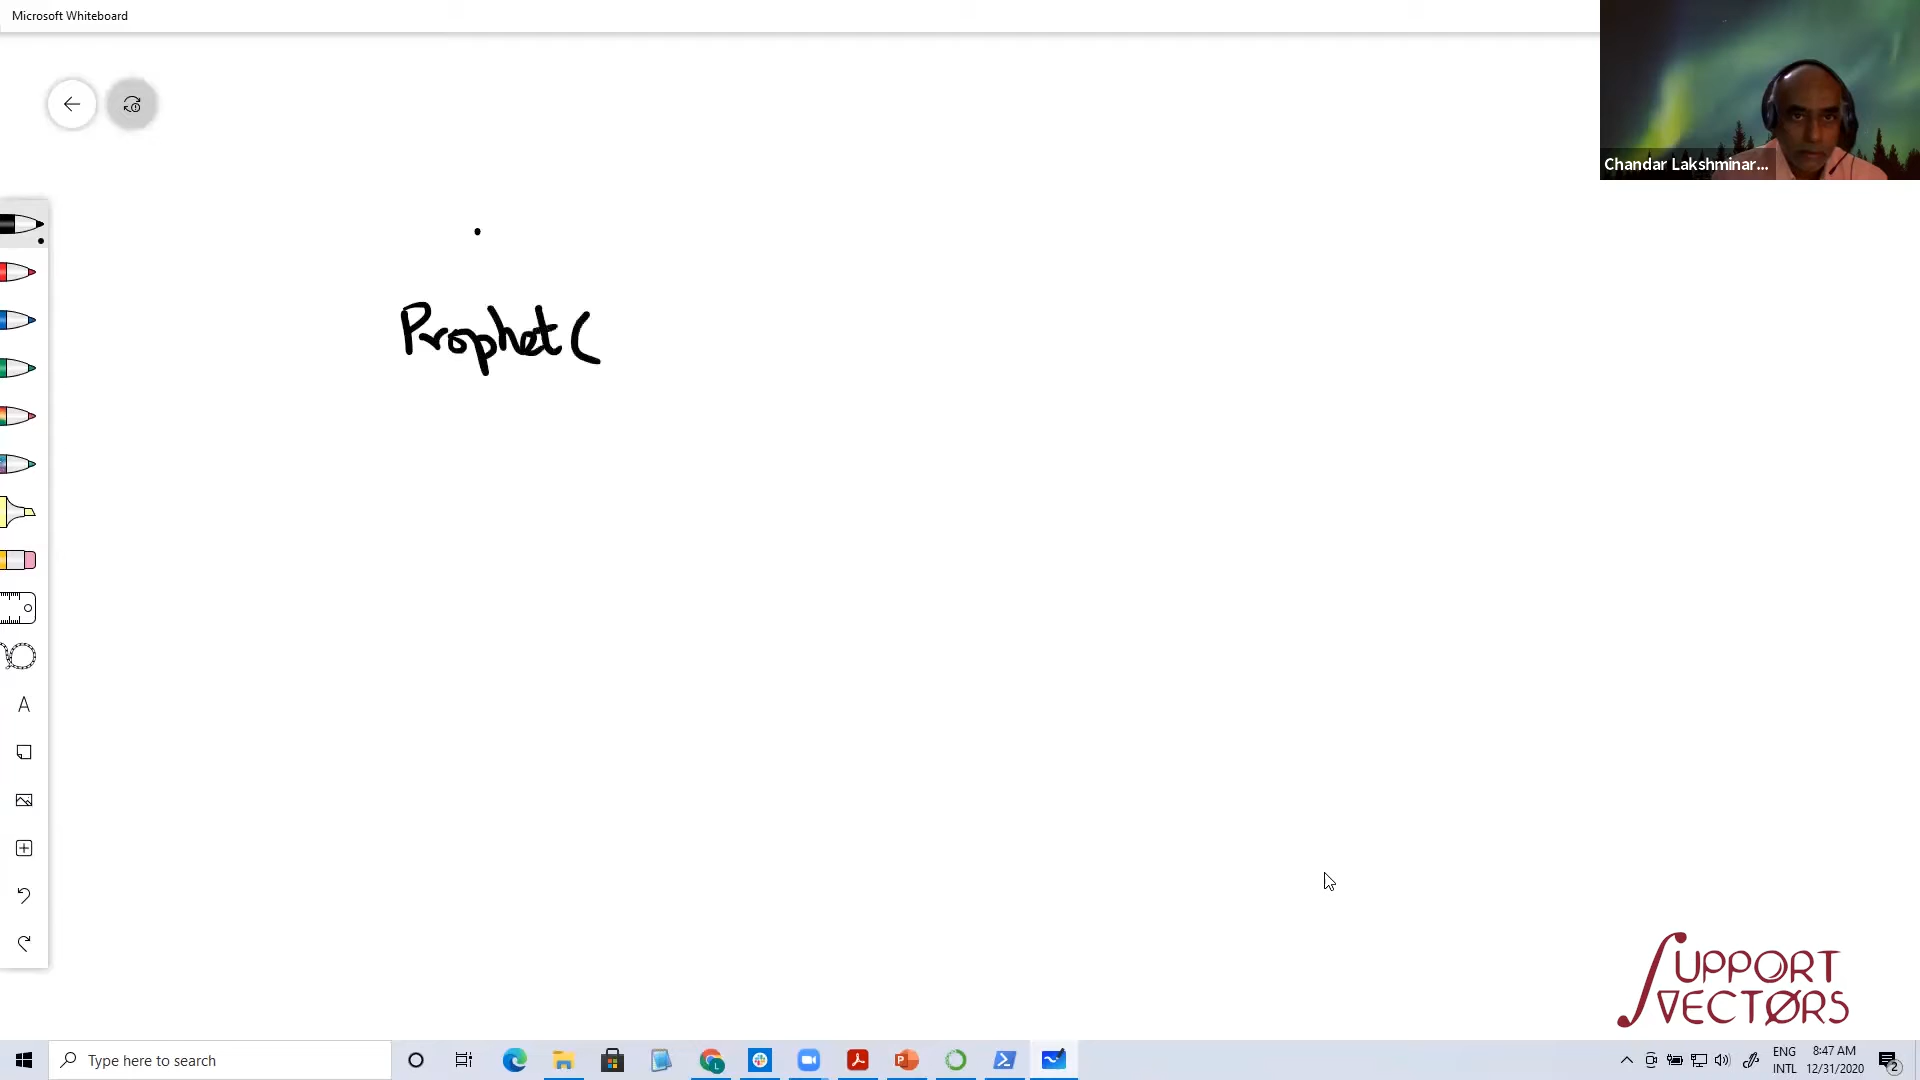 Microsoft Whiteboard
Chandar Lakshminar...
Prophet (
A
SUPPORT
VECTORS
Type here to search
ENG
INTL
8:47 AM
12/31/2020
2